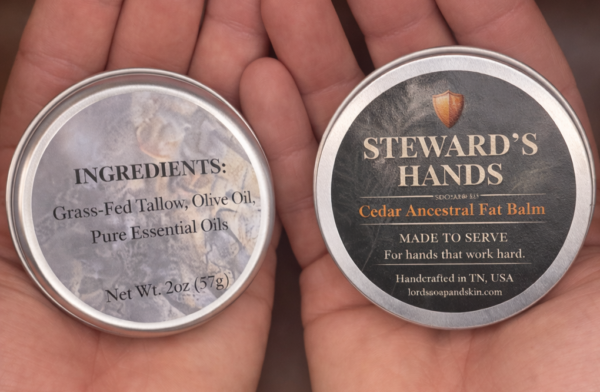 INGREDIENTS:
Grass-Fed Tallow, Olive Oil,
Pure Essential Oils
Net Wt. 2oz (57g)
STEWARD'S
HANDS
Cedar Ancestral Fat Balm
MADE TO SERVE
For hands that work hard.
Handcrafted in TN, USA
lordssoapandskin.com